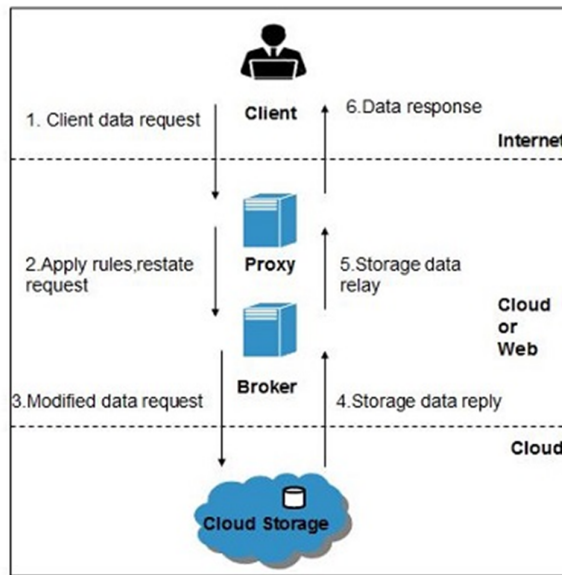 1. Client data request
Client
6.Data response
Internet
2.Apply rules,restate
request
Proxy
5.Storage data
relay
Cloud
or
Web
Broker
3.Modified data request
4.Storage data reply
Cloud
Cloud Storage